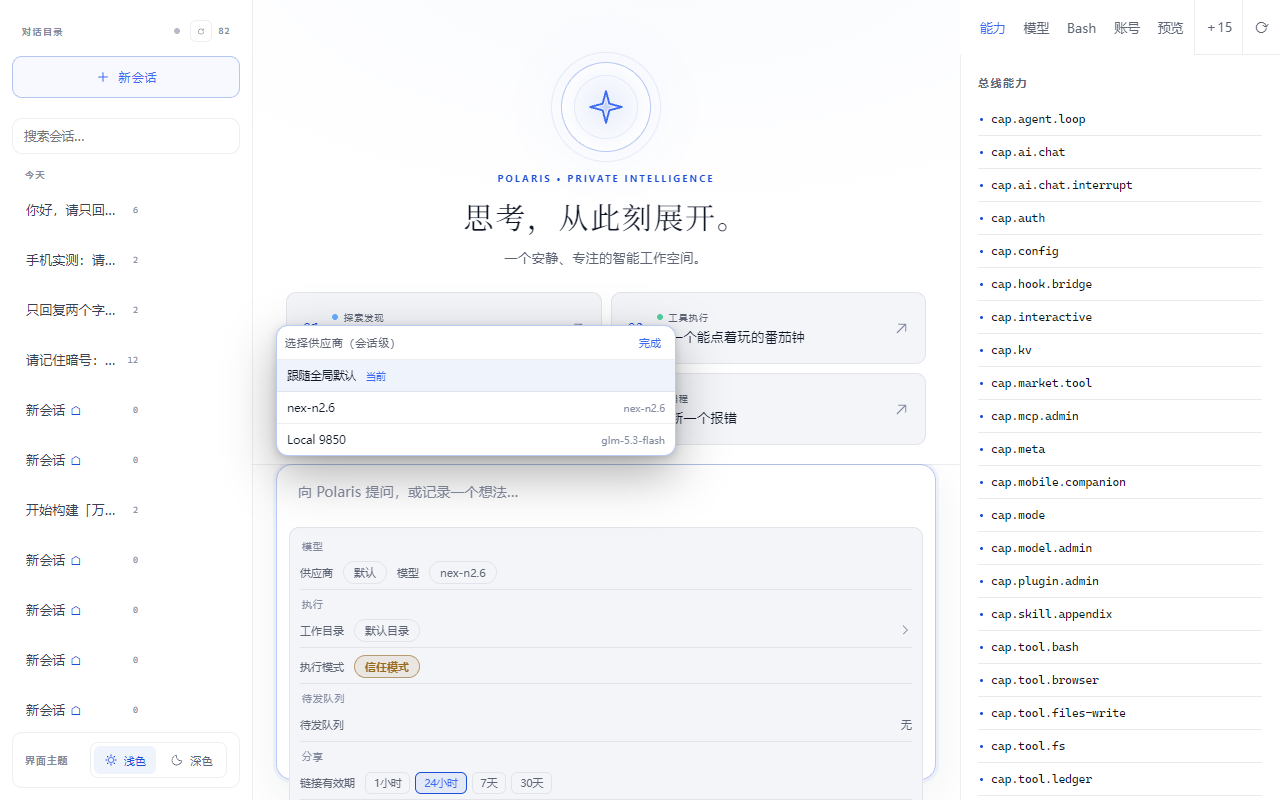 对话目录
82
+ 新会话
搜索会话...
今天
你好，请只回... 6
手机实测：请... 2
只回复两个字... 2
请记住暗号：... 12
新会话 0
新会话 0
开始构建「万... 2
新会话 0
新会话 0
新会话 0
新会话 0
界面主题
浅色
深色
POLARIS • PRIVATE INTELLIGENCE
思考，从此刻展开。
一个安静、专注的智能工作空间。
探索发现
工具执行
一个能点着玩的番茄钟
新一个报错
选择供应商（会话级）
完成
跟随全局默认 当前
nex-n2.6 nex-n2.6
Local 9850 glm-5.3-flash
向 Polaris 提问，或记录一个想法...
模型
供应商 默认 模型 nex-n2.6
执行
工作目录 默认目录
执行模式 信任模式
待发队列
待发队列 无
分享
链接有效期 1小时 24小时 7天 30天
能力 模型 Bash 账号 预览 +15
总线能力
• cap.agent.loop
• cap.ai.chat
• cap.ai.chat.interrupt
• cap.auth
• cap.config
• cap.hook.bridge
• cap.interactive
• cap.kv
• cap.market.tool
• cap.mcp.admin
• cap.meta
• cap.mobile.companion
• cap.mode
• cap.model.admin
• cap.plugin.admin
• cap.skill.appendix
• cap.tool.bash
• cap.tool.browser
• cap.tool.files-write
• cap.tool.fs
• cap.tool.ledger